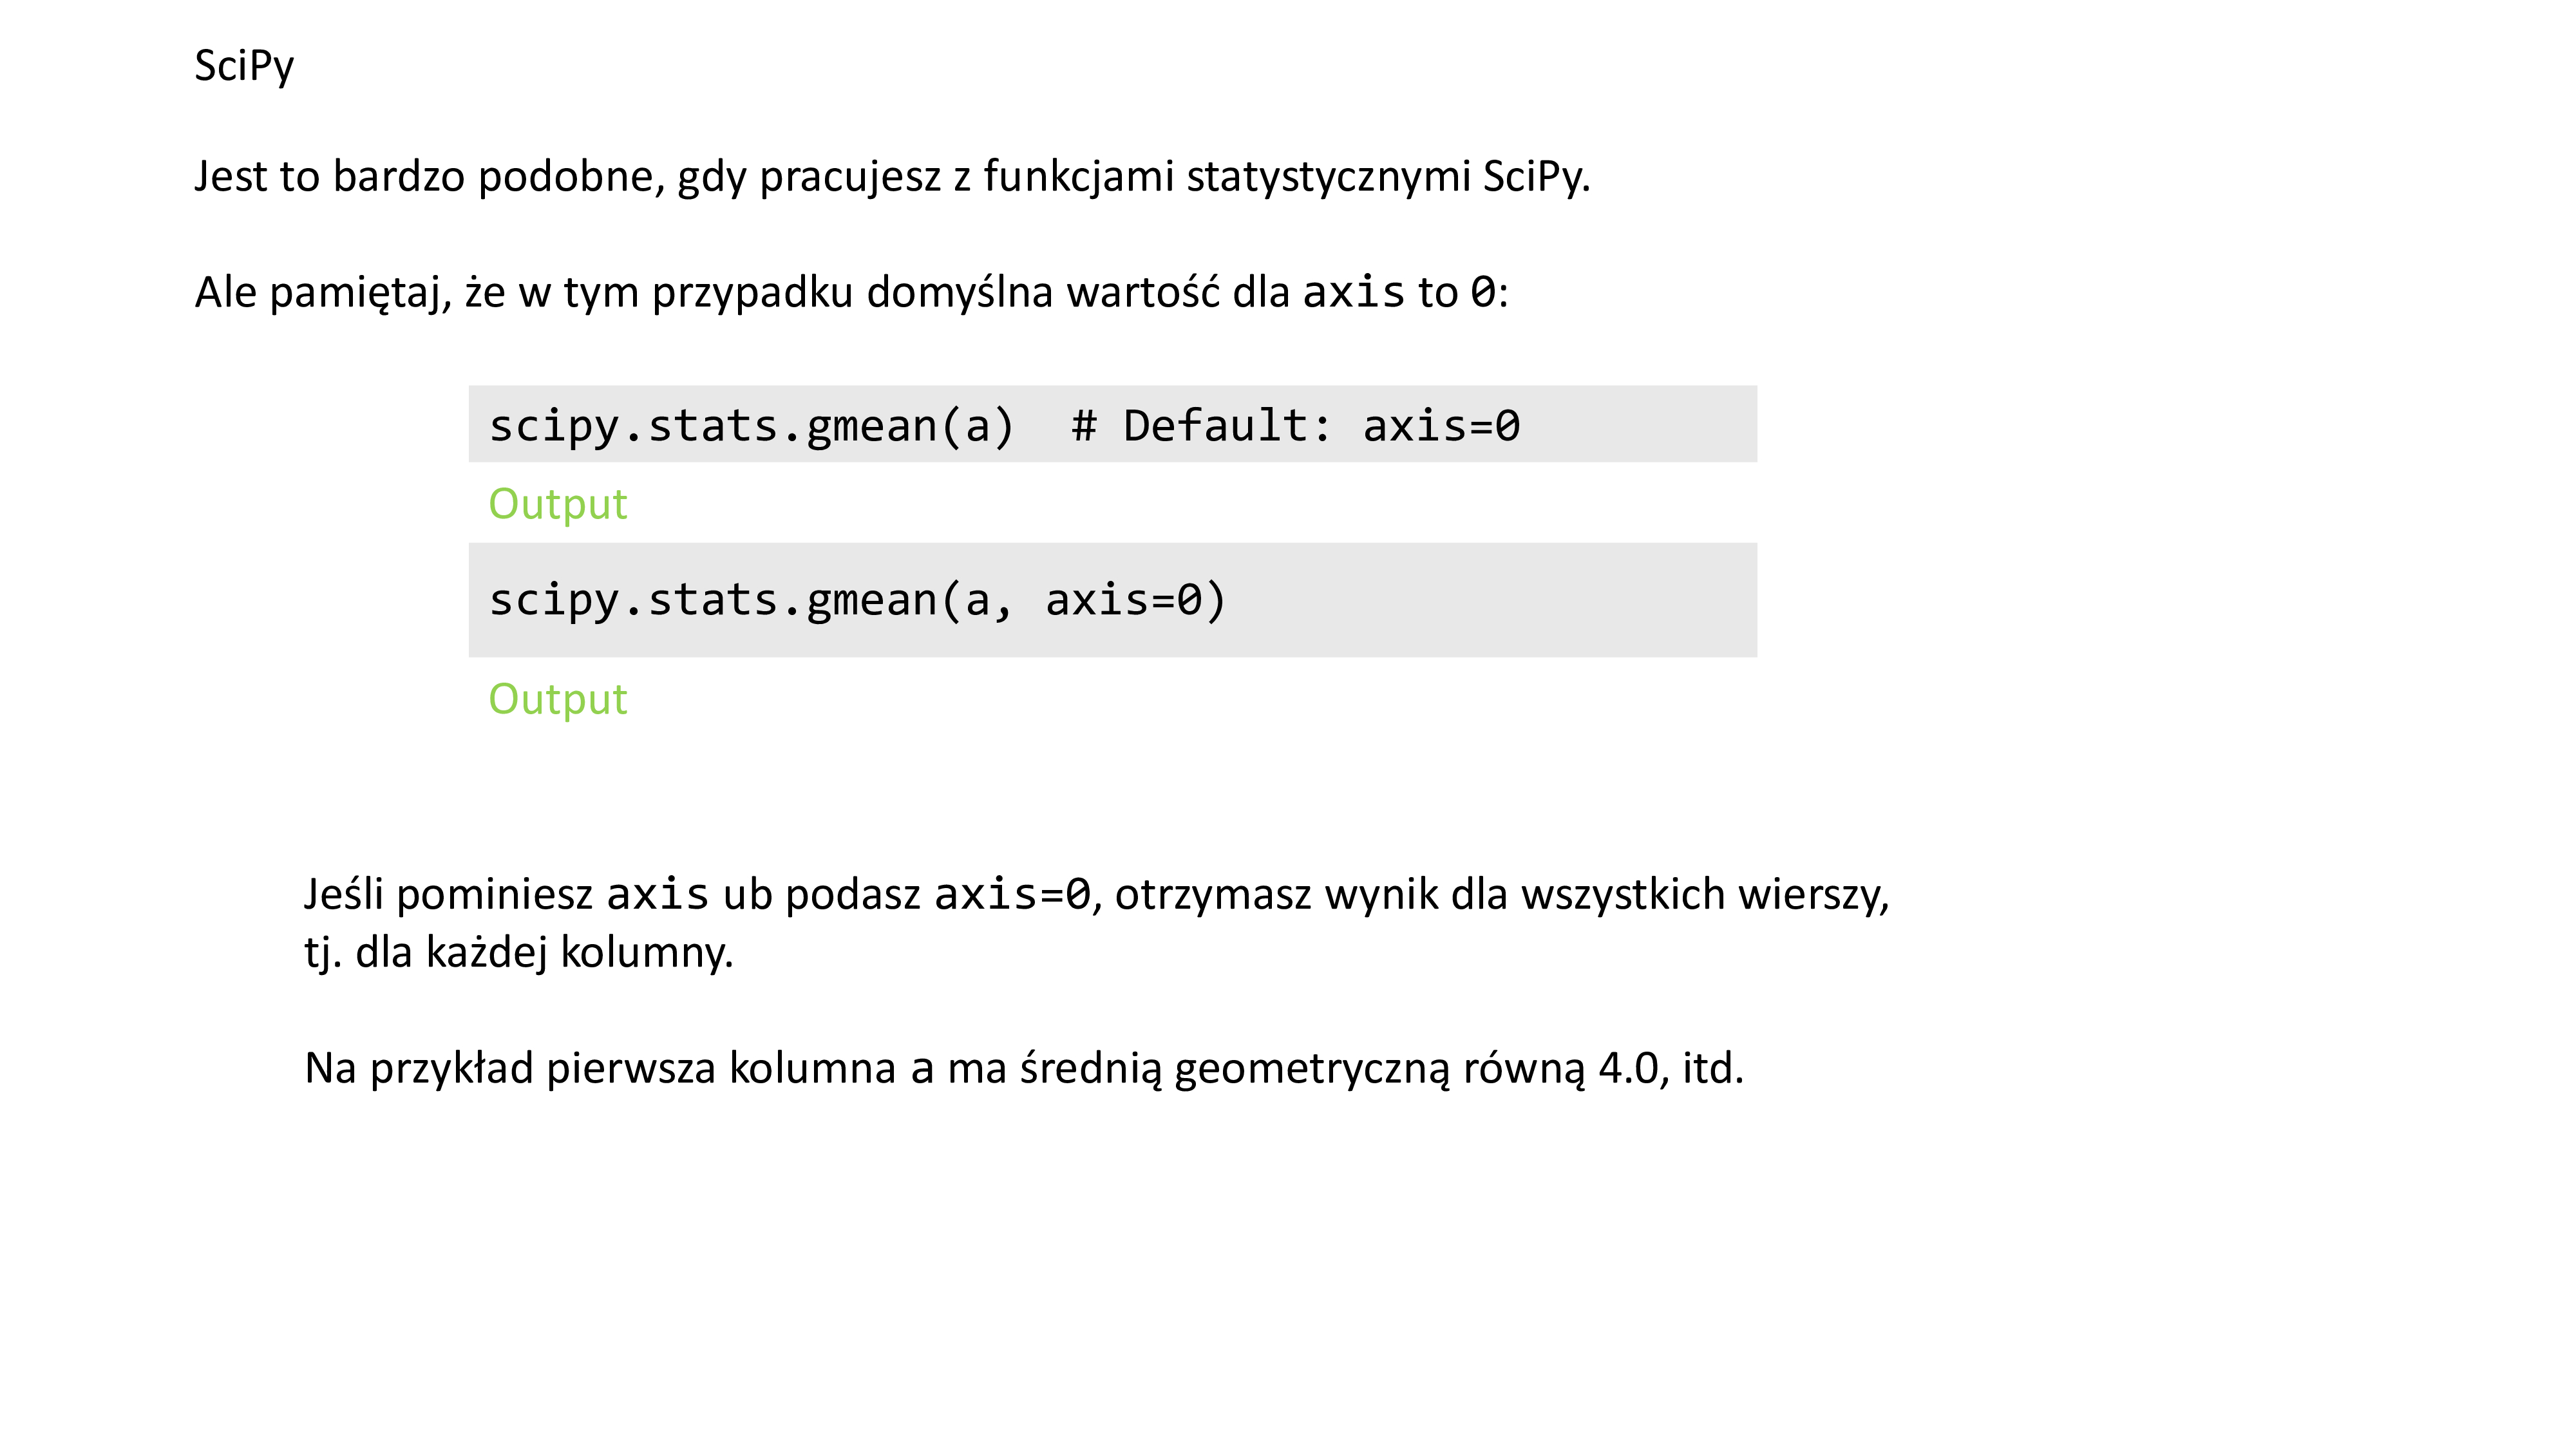 SciPy
Jest to bardzo podobne, gdy pracujesz z funkcjami statystycznymi SciPy.
Ale pamiętaj, że w tym przypadku domyślna wartość dla axis to 0:
scipy.stats.gmean(a)  # Default: axis=0
Output
scipy.stats.gmean(a, axis=0)
Output
Jeśli pominiesz axis ub podasz axis=0, otrzymasz wynik dla wszystkich wierszy,
tj. dla każdej kolumny.
Na przykład pierwsza kolumna a ma średnią geometryczną równą 4.0, itd.